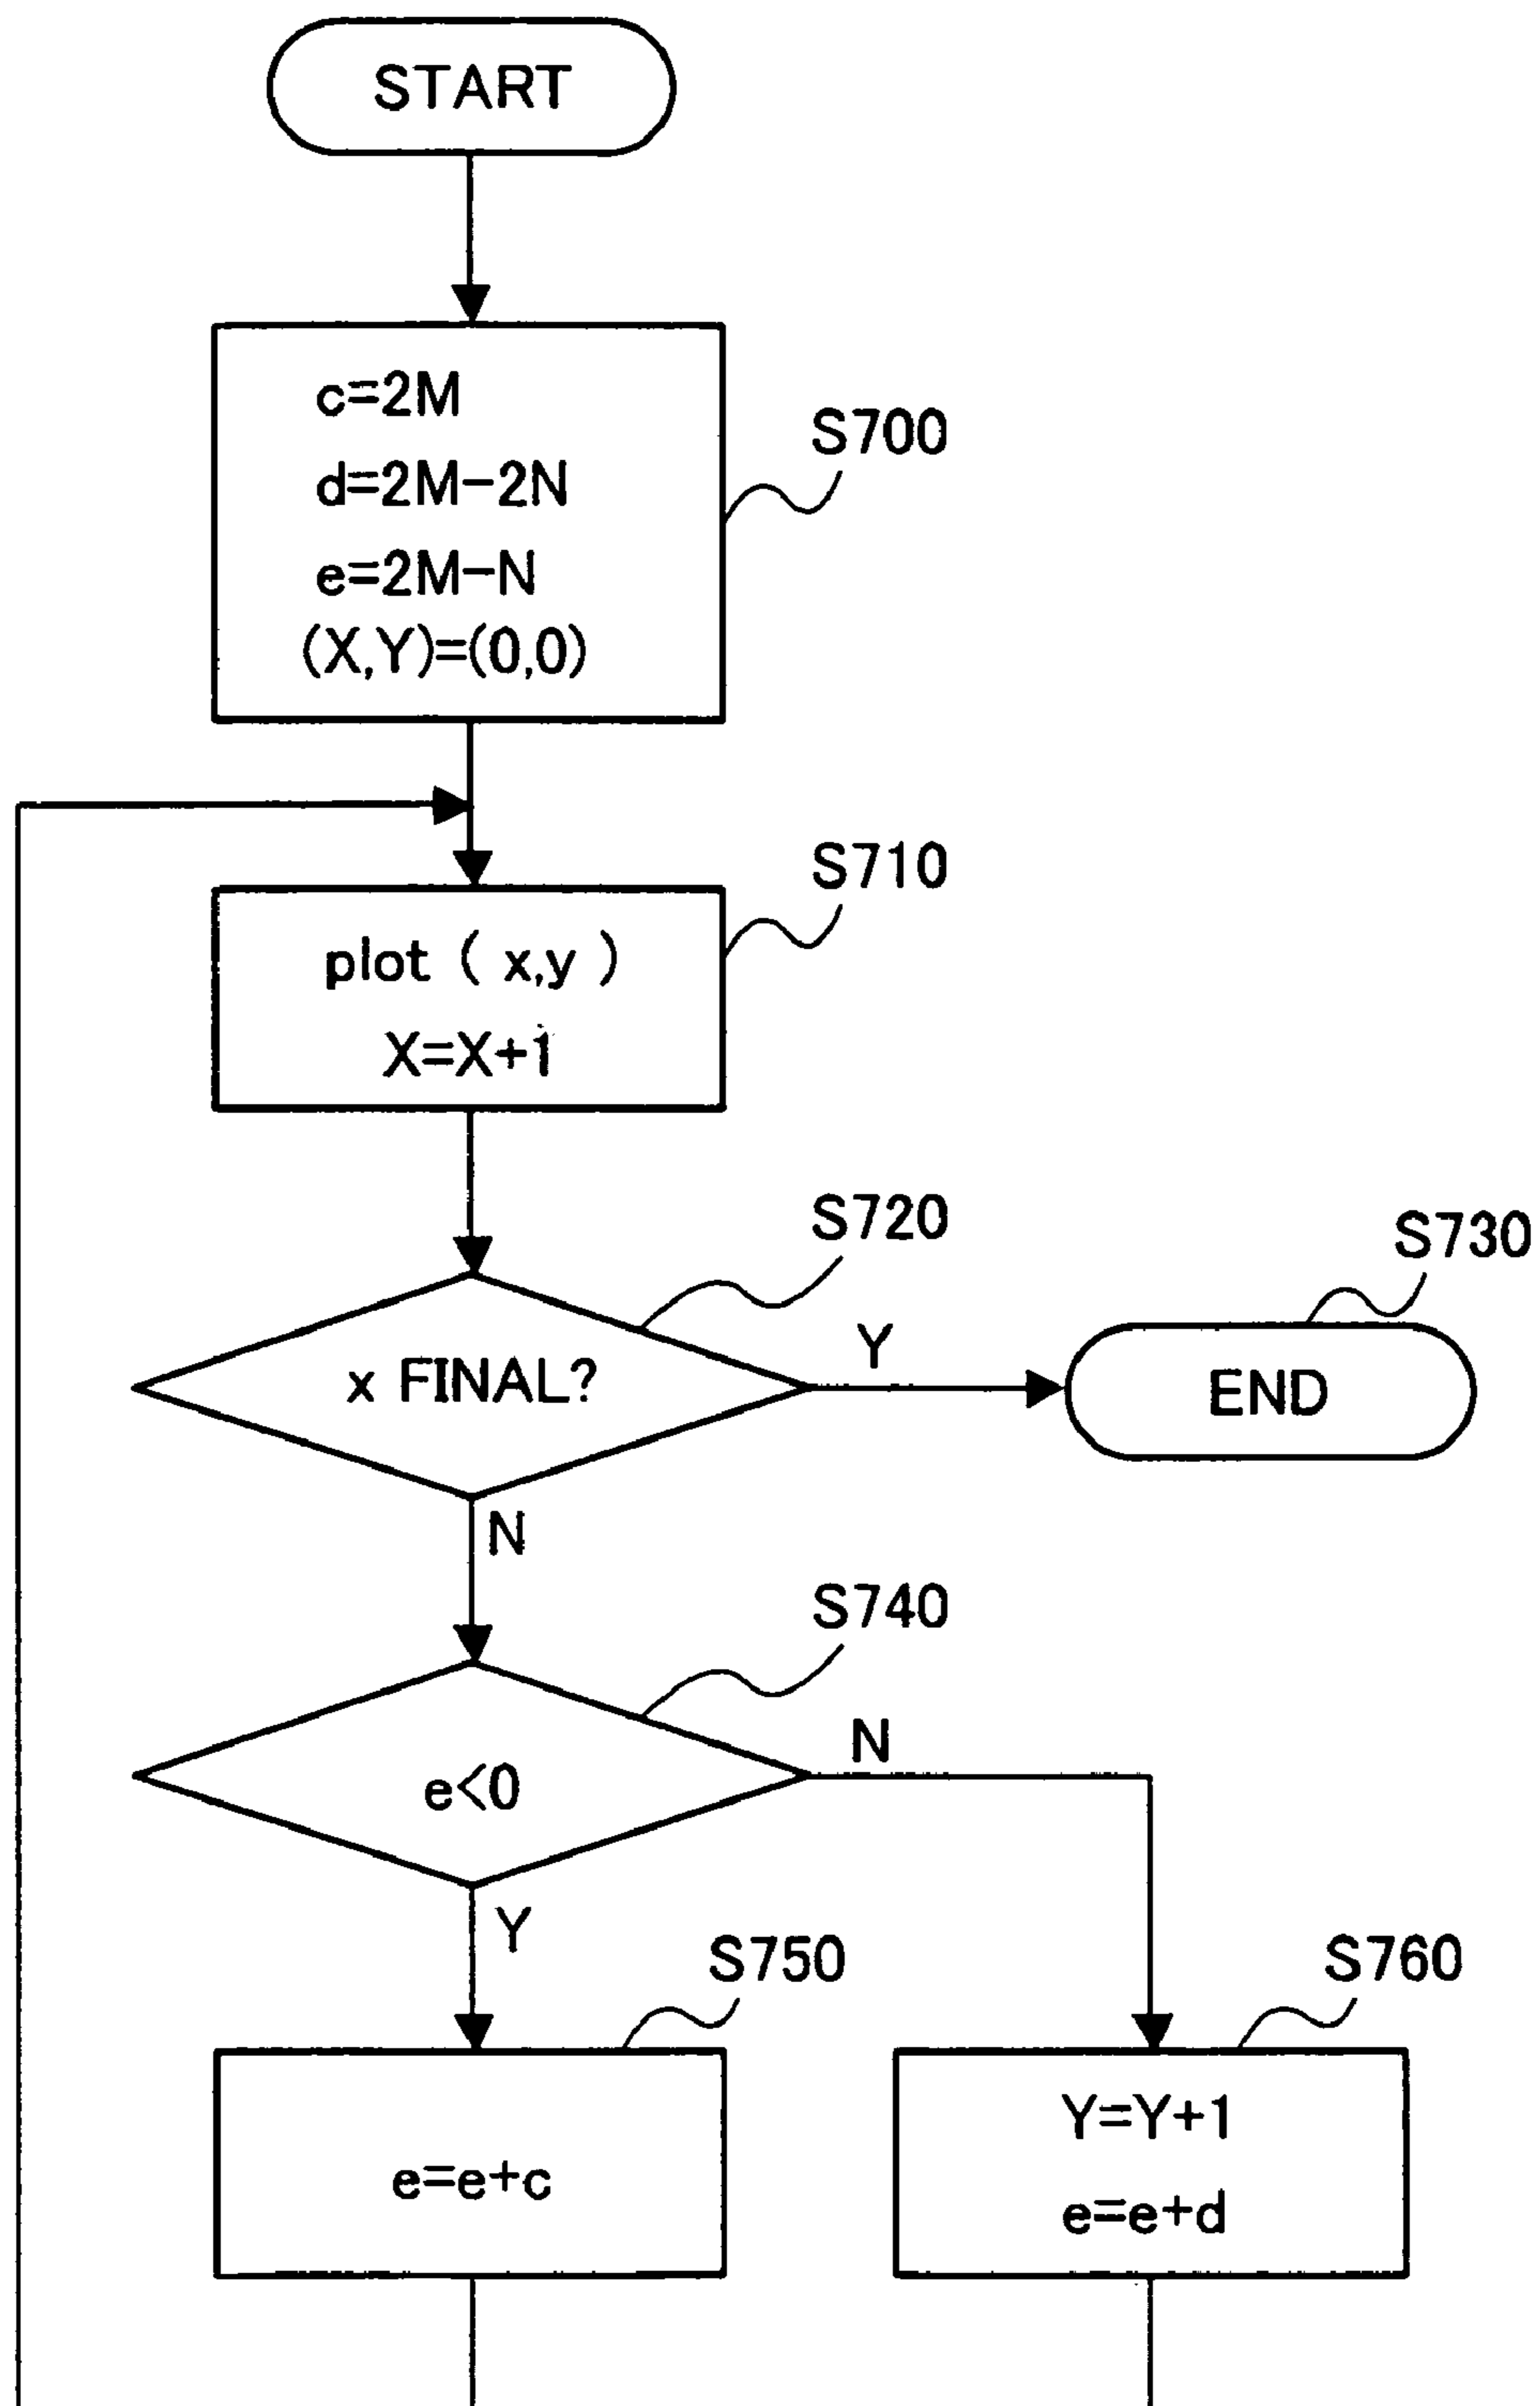 START
c=2M
d=2M-2N
e=2M-N
(X,Y)=(0,0)
S700
plot ( x,y )
X=X+1
S710
x FINAL?
S720
Y
END
S730
N
e<0
S740
N
Y
e=e+c
S750
Y=Y+1
e=e+d
S760